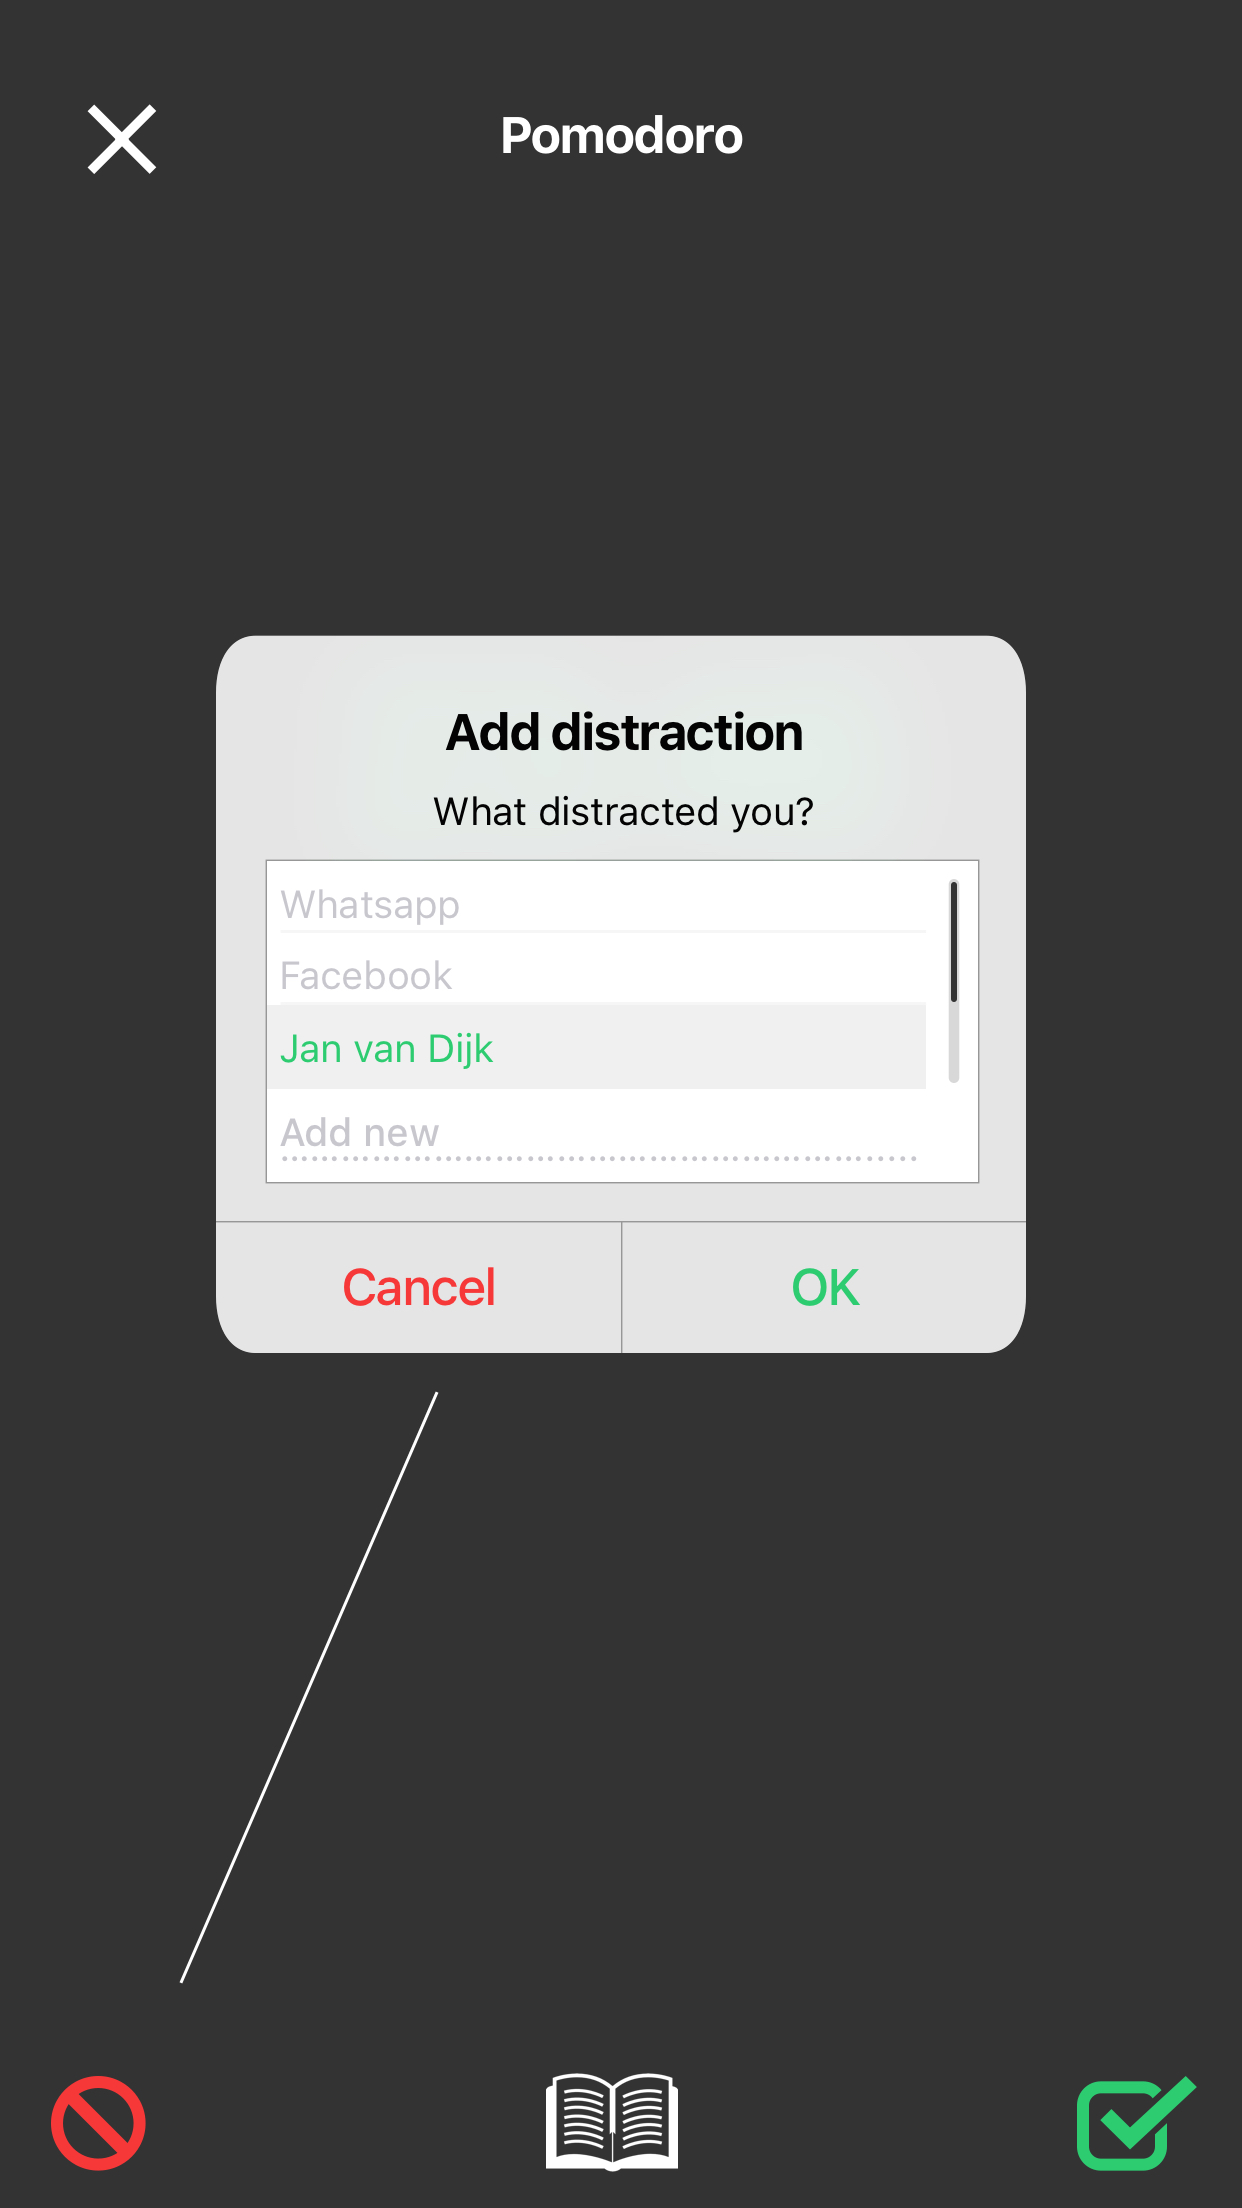 Pomodoro
Add distraction
What distracted you?
Whatsapp
Facebook
Jan van Dijk
Add new
Cancel
OK